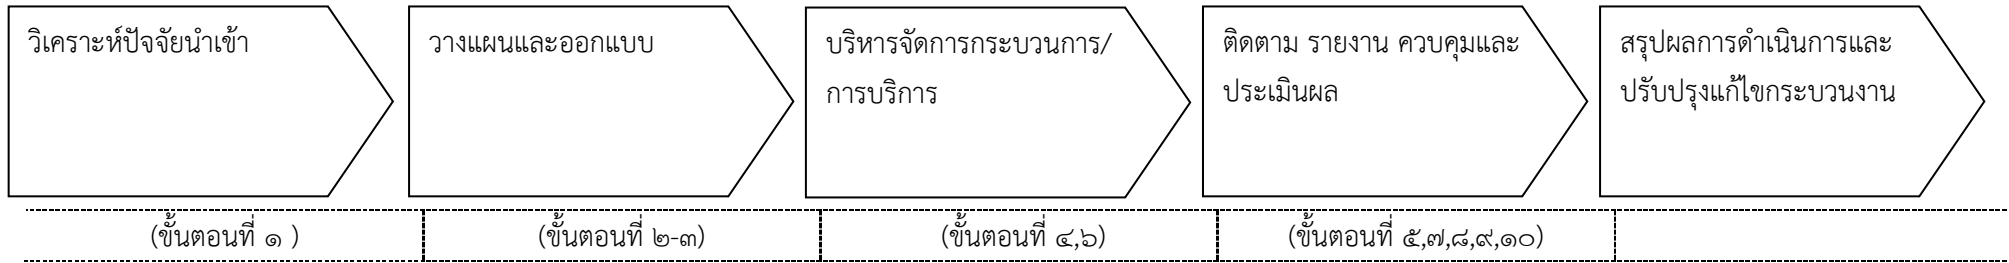 วิเคราะห์ปัจจัยนำเข้า
วางแผนและออกแบบ
บริหารจัดการกระบวนการ/
การบริการ
ติดตาม รายงาน ควบคุมและ
ประเมินผล
สรุปผลการดำเนินการและ
ปรับปรุงแก้ไขกระบวนงาน
(ขั้นตอนที่ ๑ )
(ขั้นตอนที่ ๒-๓)
(ขั้นตอนที่ ๔,๖)
(ขั้นตอนที่ ๕,๗,๘,๙,๑๐)